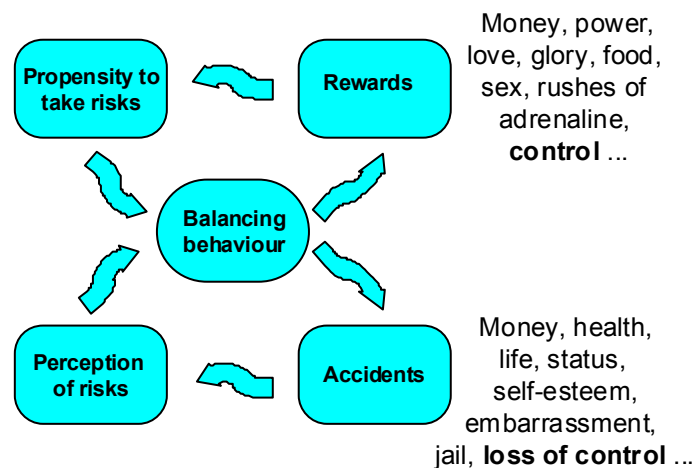 Propensity to
take risks
Rewards
Money, power,
love, glory, food,
sex, rushes of
adrenaline,
control ...
Balancing
behaviour
Perception
of risks
Accidents
Money, health,
life, status,
self-esteem,
embarrassment,
jail, loss of control ...